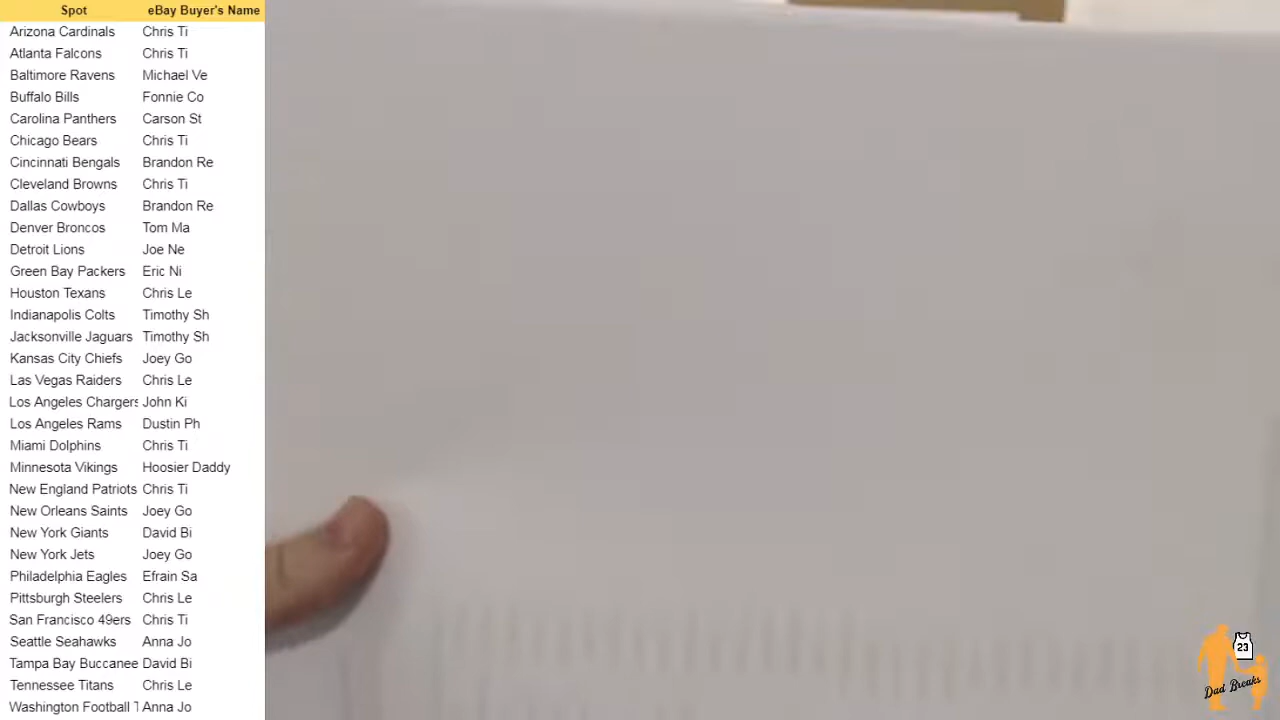 Spot eBay Buyer's Name
Arizona Cardinals Chris Ti
Atlanta Falcons Chris Ti
Baltimore Ravens Michael Ve
Buffalo Bills Fonnie Co
Carolina Panthers Carson St
Chicago Bears Chris Ti
Cincinnati Bengals Brandon Re
Cleveland Browns Chris Ti
Dallas Cowboys Brandon Re
Denver Broncos Tom Ma
Detroit Lions Joe Ne
Green Bay Packers Eric Ni
Houston Texans Chris Le
Indianapolis Colts Timothy Sh
Jacksonville Jaguars Timothy Sh
Kansas City Chiefs Joey Go
Las Vegas Raiders Chris Le
Los Angeles Chargers John Ki
Los Angeles Rams Dustin Ph
Miami Dolphins Chris Ti
Minnesota Vikings Hoosier Daddy
New England Patriots Chris Ti
New Orleans Saints Joey Go
New York Giants David Bi
New York Jets Joey Go
Philadelphia Eagles Efrain Sa
Pittsburgh Steelers Chris Le
San Francisco 49ers Chris Ti
Seattle Seahawks Anna Jo
Tampa Bay Buccanee David Bi
Tennessee Titans Chris Le
Washington Football T Anna Jo
23
Dad Breaks